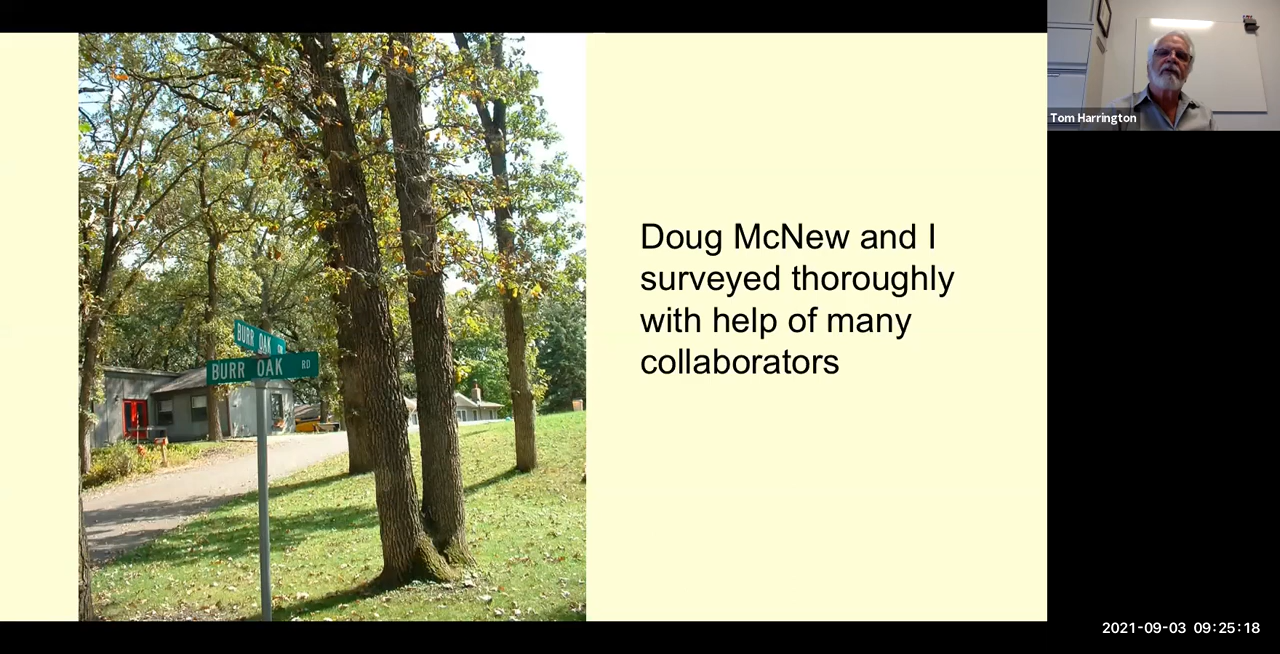 Doug McNew and I
surveyed thoroughly
with help of many
collaborators
BURR OAK DR
BURR OAK RD
Tom Harrington
2021-09-03 09:25:18